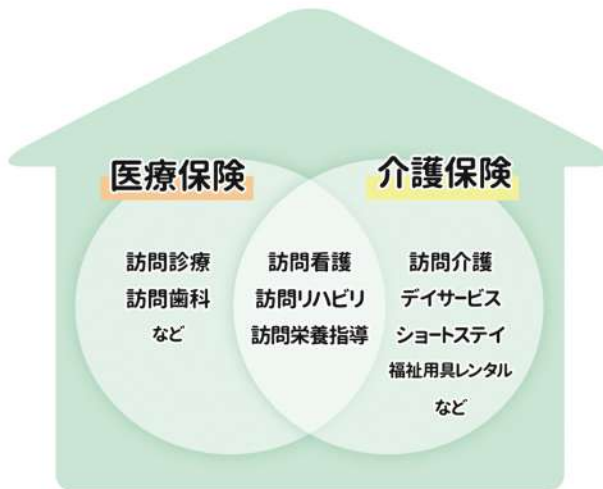 医療保険
介護保険
訪問診療
訪問歯科
など
訪問看護
訪問リハビリ
訪問栄養指導
訪問介護
デイサービス
ショートステイ
福祉用具レンタル
など